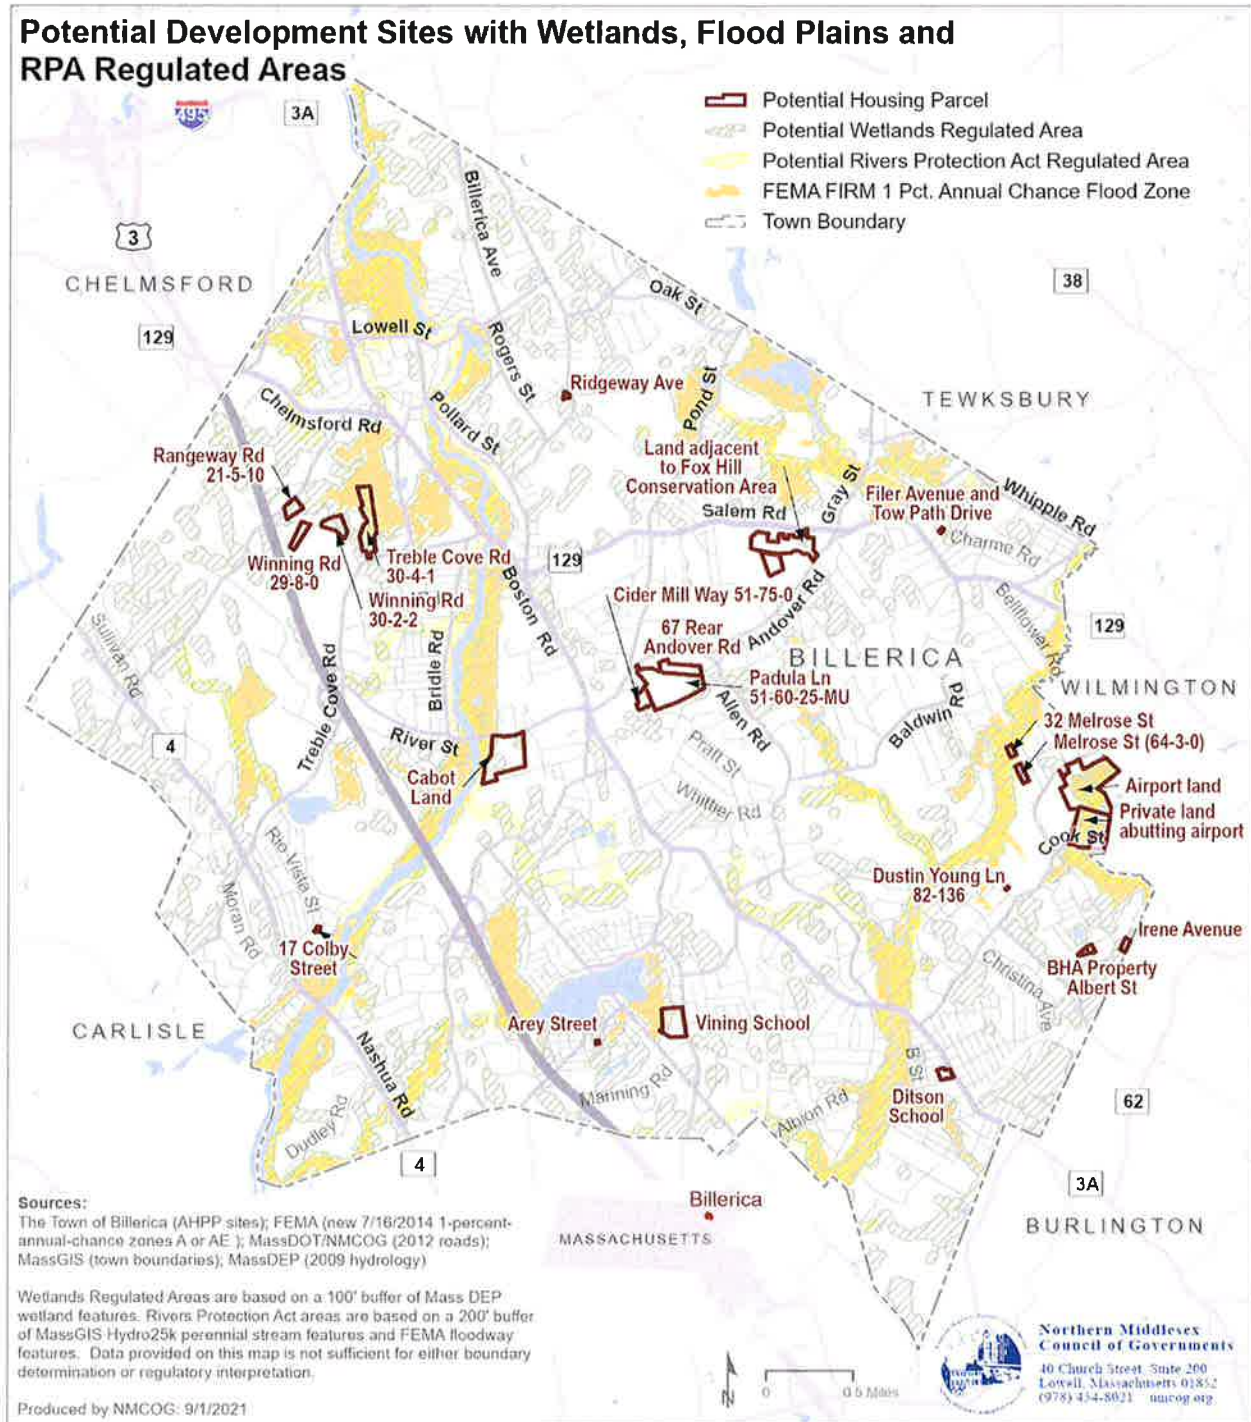 Potential Development Sites with Wetlands, Flood Plains and
RPA Regulated Areas
495
3A
Potential Housing Parcel
Potential Wetlands Regulated Area
Potential Rivers Protection Act Regulated Area
FEMA FIRM 1 Pct. Annual Chance Flood Zone
Town Boundary
3
CHELMSFORD
129
38
Billerica Ave
Oak St
Lowell St
Rogers St
Ridgeway Ave
Pond St
TEWKSBURY
Chelmsford Rd
Pollard St
Rangeway Rd
21-5-10
Land adjacent
to Fox Hill
Conservation Area
Gray St
Filer Avenue and
Tow Path Drive
Whipple Rd
Salem Rd
Charme Rd
Winning Rd
29-8-0
Treble Cove Rd
30-4-1
Winning Rd
30-2-2
129
Boston Rd
Cider Mill Way 51-75-0
Andover Rd
Bellflower Rd
129
67 Rear
Andover Rd
BILLERICA
WILMINGTON
Sullivan Rd
Treble Cove Rd
Bridle Rd
Padula Ln
51-60-25-MU
Allen Rd
Baldwin Rd
32 Melrose St
Melrose St (64-3-0)
4
River St
Pratt St
Cabot
Land
Whittier Rd
Airport land
Private land
abutting airport
Cook St
Rio Vista St
Moran Rd
Dustin Young Ln
82-136
17 Colby
Street
Irene Avenue
BHA Property
Albert St
Christina Ave
CARLISLE
Arey Street
Vining School
Nashua Rd
Manning Rd
B St
Ditson
School
Dudley Rd
Albion Rd
62
4
3A
BURLINGTON
Billerica
MASSACHUSETTS
Sources:
The Town of Billerica (AHPP sites); FEMA (new 7/16/2014 1-percent-
annual-chance zones A or AE ); MassDOT/NMCOG (2012 roads);
MassGIS (town boundaries); MassDEP (2009 hydrology)
Wetlands Regulated Areas are based on a 100' buffer of Mass DEP
wetland features. Rivers Protection Act areas are based on a 200' buffer
of MassGIS Hydro25k perennial stream features and FEMA floodway
features. Data provided on this map is not sufficient for either boundary
determination or regulatory interpretation.
Produced by NMCOG: 9/1/2021
N
0 0.5 Miles
Northern Middlesex
Council of Governments
40 Church Street, Suite 200
Lowell, Massachusetts 01852
(978) 454-8021 nmcog.org